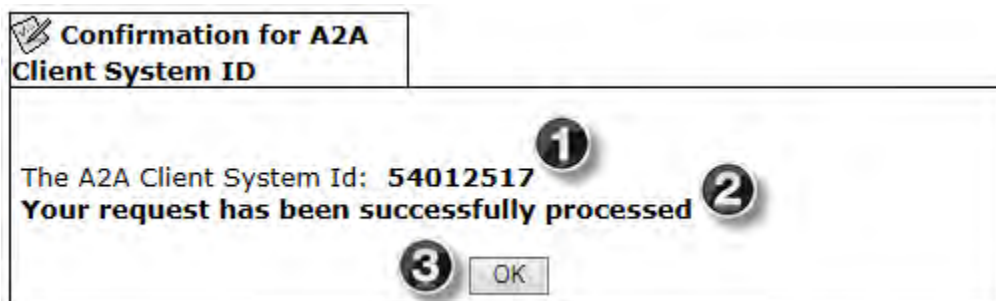 Confirmation for A2A
Client System ID
1
The A2A Client System Id: 54012517
Your request has been successfully processed 2
3 OK